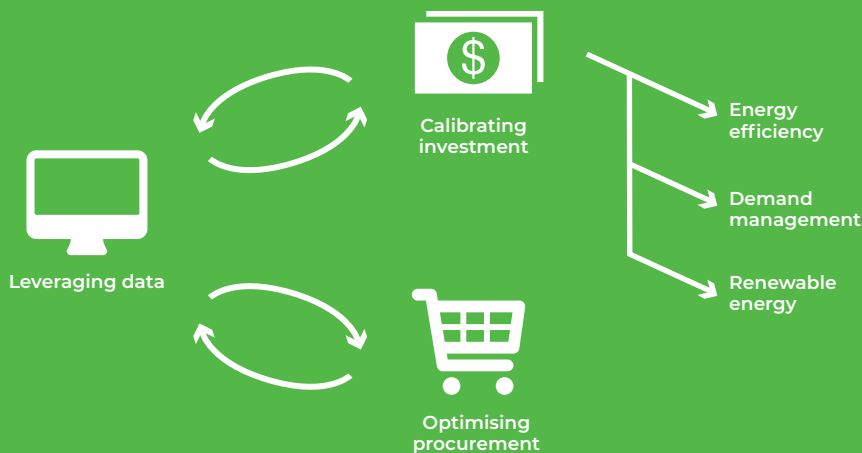 $
Calibrating
investment
Energy
efficiency
Demand
management
Renewable
energy
Leveraging data
Optimising
procurement